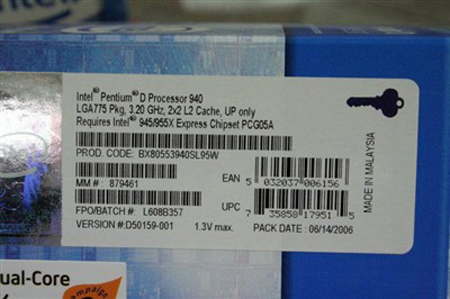 Intel® Pentium® D Processor 940
LGA775 Pkg, 3.20 GHz, 2x2 L2 Cache, UP only
Requires Intel® 945/955X Express Chipset PCG05A
PROD. CODE: BX80553940SL95W
MM #: 879461
FPO/BATCH #: L608B357
VERSION #:D50159-001
1.3V max.
EAN
5 032037 006156
UPC
7 35858 17951 5
PACK DATE : 06/14/2006
MADE IN MALAYSIA
ual-Core